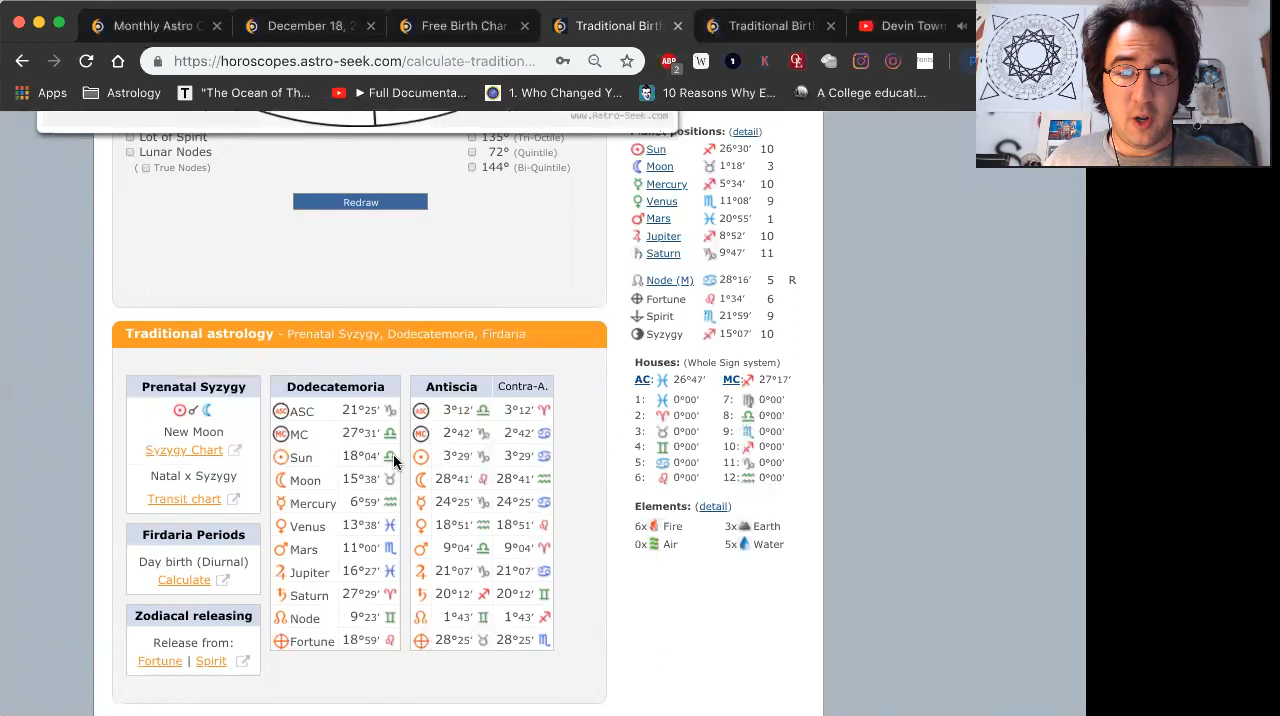 Monthly Astro C
December 18, 2
Free Birth Char
Traditional Birt
Traditional Birt
Devin Town
https://horoscopes.astro-seek.com/calculate-tradition...
ABP
2
W
1
K
Apps
Astrology
T
"The Ocean of Th...
Full Documenta...
1. Who Changed Y...
10 Reasons Why E...
A College educati...
www.Astro-Seek.com
Lot of Spirit
Lunar Nodes
( True Nodes)
135° (Tri-Octile)
72° (Quintile)
144° (Bi-Quintile)
Redraw
Planet positions: (detail)
Sun 26°30' 10
Moon 1°18' 3
Mercury 5°34' 10
Venus 11°08' 9
Mars 20°55' 1
Jupiter 8°52' 10
Saturn 9°47' 11
Node (M) 28°16' 5 R
Fortune 1°34' 6
Spirit 21°59' 9
Syzygy 15°07' 10
Houses: (Whole Sign system)
AC: 26°47' MC: 27°17'
1: 0°00' 7: 0°00'
2: 0°00' 8: 0°00'
3: 0°00' 9: 0°00'
4: 0°00' 10: 0°00'
5: 0°00' 11: 0°00'
6: 0°00' 12: 0°00'
Elements: (detail)
6x Fire 3x Earth
0x Air 5x Water
Traditional astrology - Prenatal Syzygy, Dodecatemoria, Firdaria
Prenatal Syzygy
New Moon
Syzygy Chart
Natal x Syzygy
Transit chart
Firdaria Periods
Day birth (Diurnal)
Calculate
Zodiacal releasing
Release from:
Fortune | Spirit
Dodecatemoria
ASC ASC 21°25'
MC MC 27°31'
Sun 18°04'
Moon 15°38'
Mercury 6°59'
Venus 13°38'
Mars 11°00'
Jupiter 16°27'
Saturn 27°29'
Node 9°23'
Fortune 18°59'
Antiscia Contra-A.
ASC 3°12' 3°12'
MC 2°42' 2°42'
3°29' 3°29'
28°41' 28°41'
24°25' 24°25'
18°51' 18°51'
9°04' 9°04'
21°07' 21°07'
20°12' 20°12'
1°43' 1°43'
28°25' 28°25'